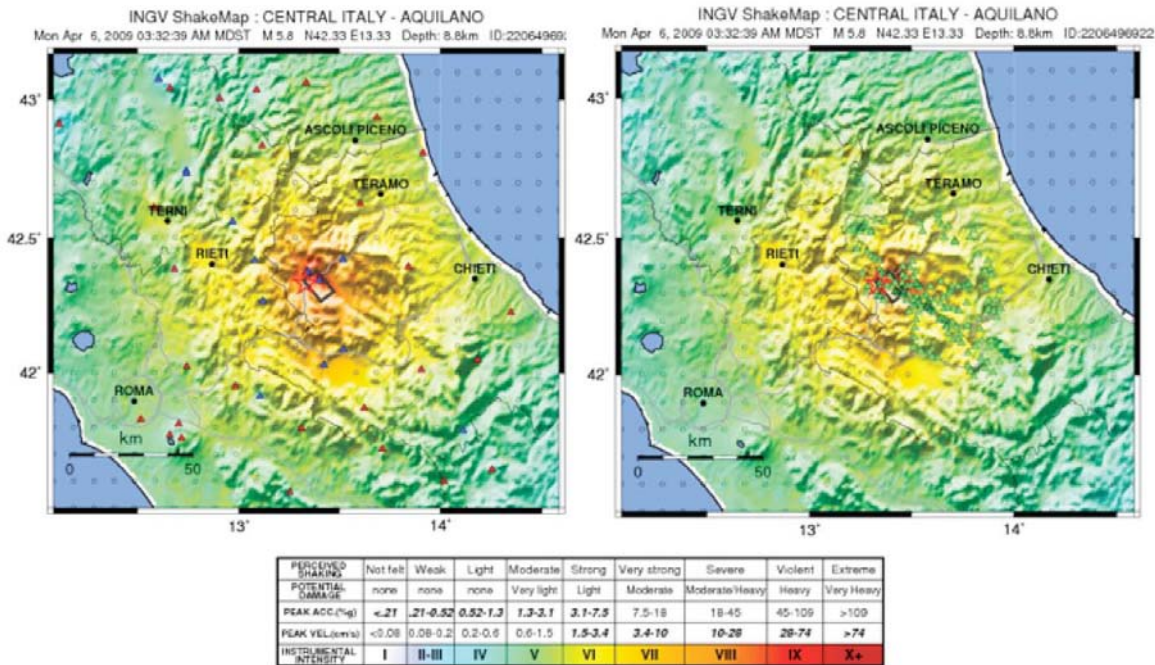 INGV ShakeMap : CENTRAL ITALY - AQUILANO
Mon Apr 6, 2009 03:32:39 AM MDST M 5.8 N42.33 E13.33 Depth: 8.8km ID:220649692
43°
42.5°
42°
13°
14°
ASCOLI PICENO
TERAMO
TERNI
RIETI
CHIETI
ROMA
km
0 50
INGV ShakeMap : CENTRAL ITALY - AQUILANO
Mon Apr 6, 2009 03:32:39 AM MDST M 5.8 N42.33 E13.33 Depth: 8.8km ID:2206496922
43°
42.5°
42°
13°
14°
ASCOLI PICENO
TERAMO
TERNI
RIETI
CHIETI
ROMA
km
0 50
PERCEIVED SHAKING Not felt Weak Light Moderate Strong Very strong Severe Violent Extreme
POTENTIAL DAMAGE none none none Very light Light Moderate Moderate/Heavy Heavy Very Heavy
PEAK ACC.(%g) <.21 .21-0.52 0.52-1.3 1.3-3.1 3.1-7.5 7.5-18 18-45 45-109 >109
PEAK VEL.(cm/s) <0.08 0.08-0.2 0.2-0.6 0.6-1.5 1.5-3.4 3.4-10 10-28 28-74 >74
INSTRUMENTAL INTENSITY I II-III IV V VI VII VIII IX X+